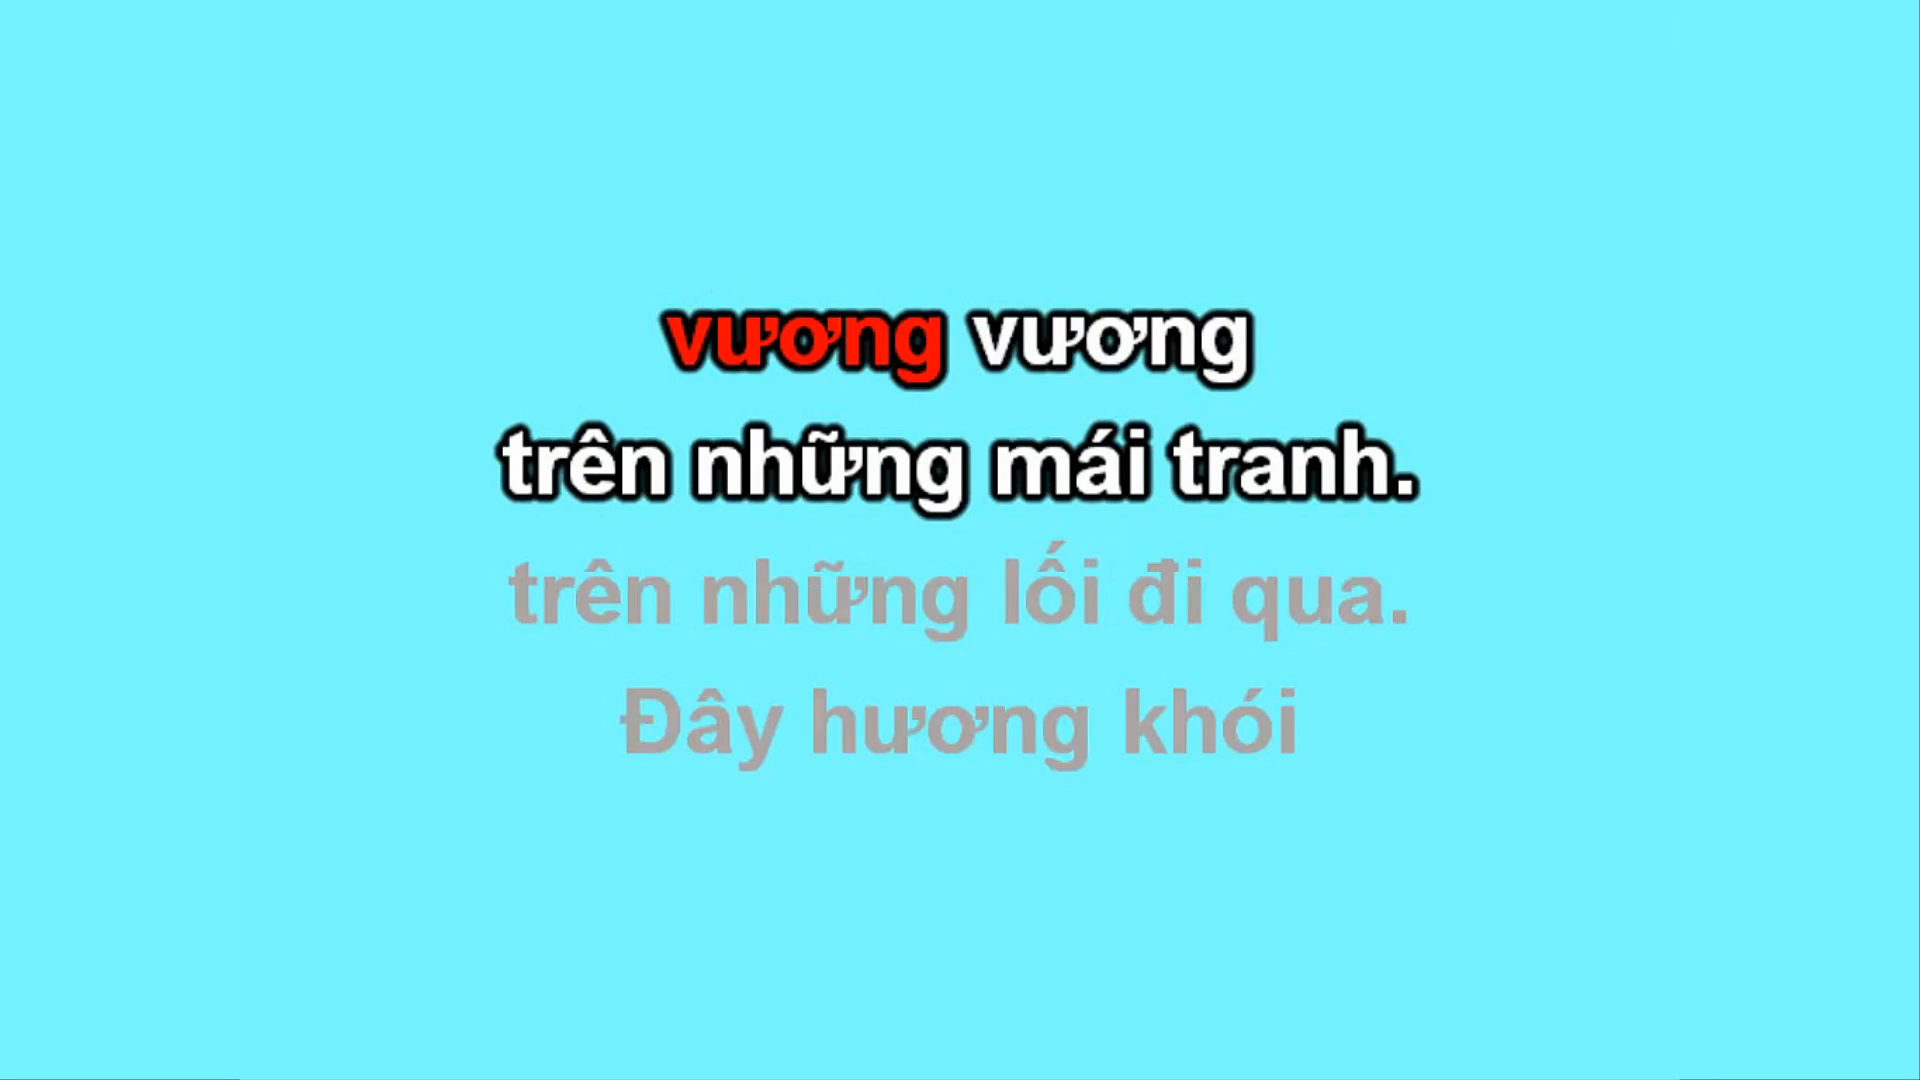 vương vương
trên những mái tranh.
trên những lối đi qua.
Đây hương khói